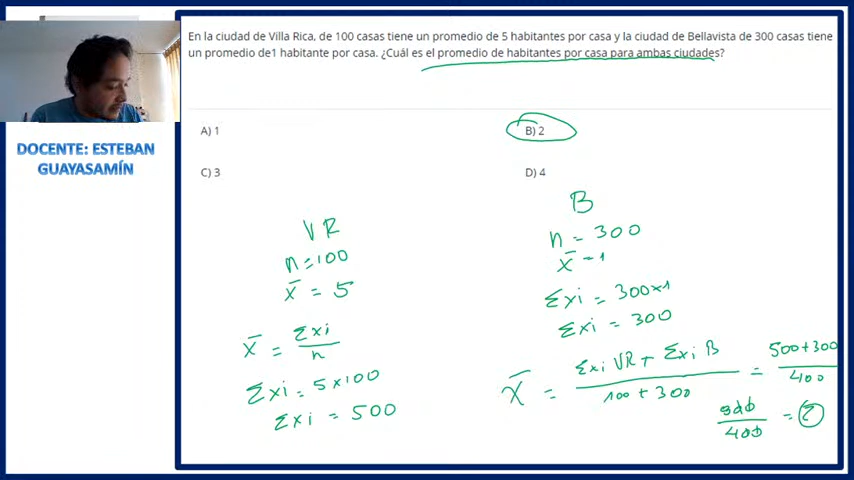 En la ciudad de Villa Rica, de 100 casas tiene un promedio de 5 habitantes por casa y la ciudad de Bellavista de 300 casas tiene
un promedio de1 habitante por casa. ¿Cuál es el promedio de habitantes por casa para ambas ciudades?
A) 1
B) 2
C) 3
D) 4
DOCENTE: ESTEBAN
GUAYASAMÍN
VR
n=100
x̄ = 5
x̄ = Σxi / n
Σxi = 5x100
Σxi = 500
B
n = 300
x̄ = 1
Σxi = 300x1
Σxi = 300
x̄ = Σxi VR + Σxi B / 100 + 300 = 500+300 / 400
800 / 400 = 2